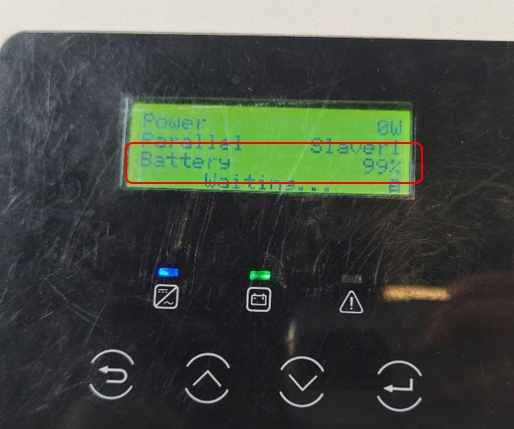 Power 0W
Parallel Slave1
Battery 99%
Waiting...